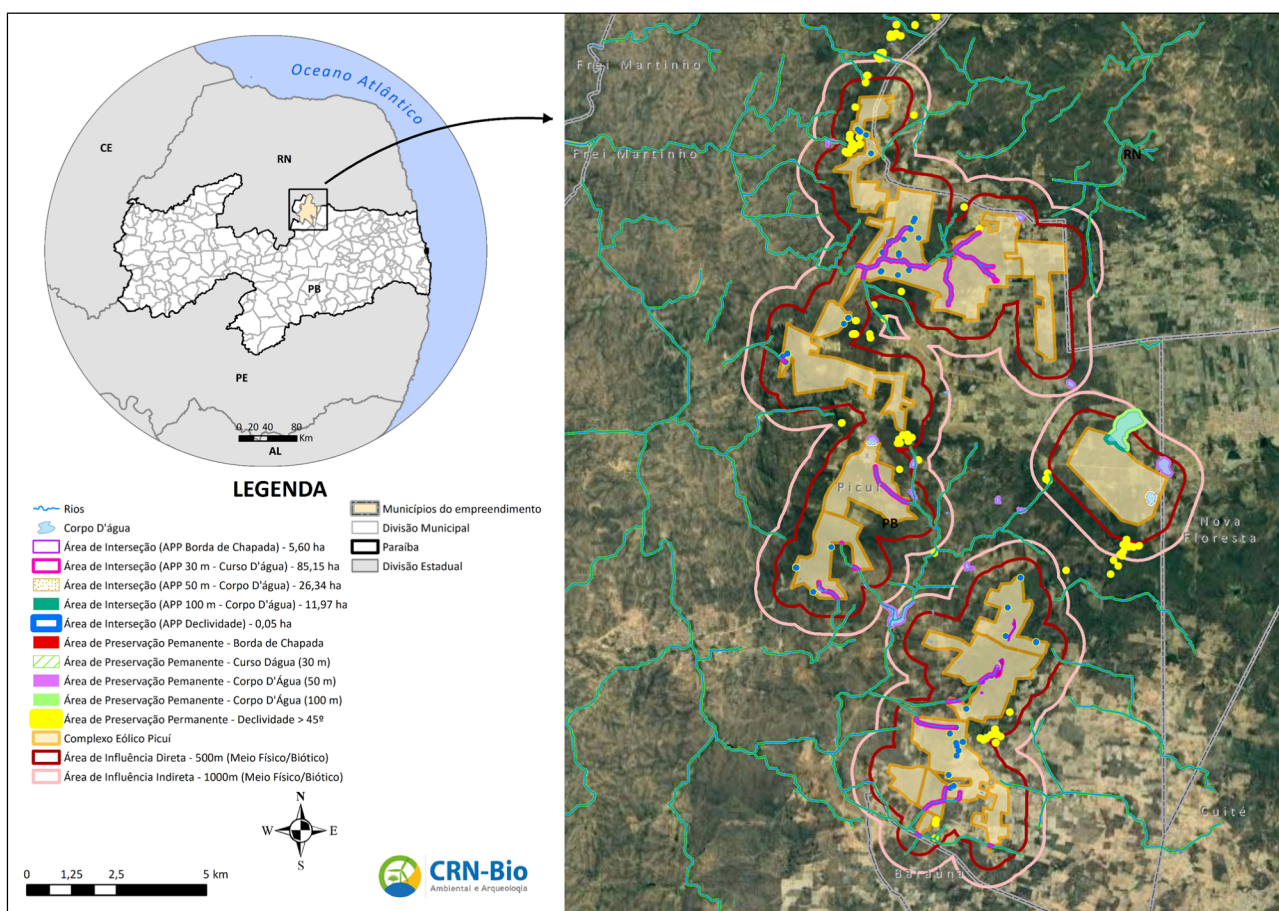 Oceano Atlântico
CE
RN
PB
PE
0 20 40 80
Km
AL
LEGENDA
Rios
Corpo D'água
Área de Interseção (APP Borda de Chapada) - 5,60 ha
Área de Interseção (APP 30 m - Curso D'água) - 85,15 ha
Área de Interseção (APP 50 m - Corpo D'água) - 26,34 ha
Área de Interseção (APP 100 m - Corpo D'água) - 11,97 ha
Área de Interseção (APP Declividade) - 0,05 ha
Área de Preservação Pemanente - Borda de Chapada
Área de Preservação Pemanente - Curso Dágua (30 m)
Área de Preservação Pemanente - Corpo D'Água (50 m)
Área de Preservação Pemanente - Corpo D'Água (100 m)
Área de Preservação Permanente - Declividade > 45º
Complexo Eólico Picuí
Área de Influência Direta - 500m (Meio Físico/Biótico)
Área de Influência Indireta - 1000m (Meio Físico/Biótico)
Municípios do empreendimento
Divisão Municipal
Paraíba
Divisão Estadual
N
W E
S
0 1,25 2,5 5 km
CRN-Bio
Ambiental e Arqueologia
Frei Martinho
Frei Martinho
RN
Picuí
PB
Nova
Floresta
Cuité
Baraúna